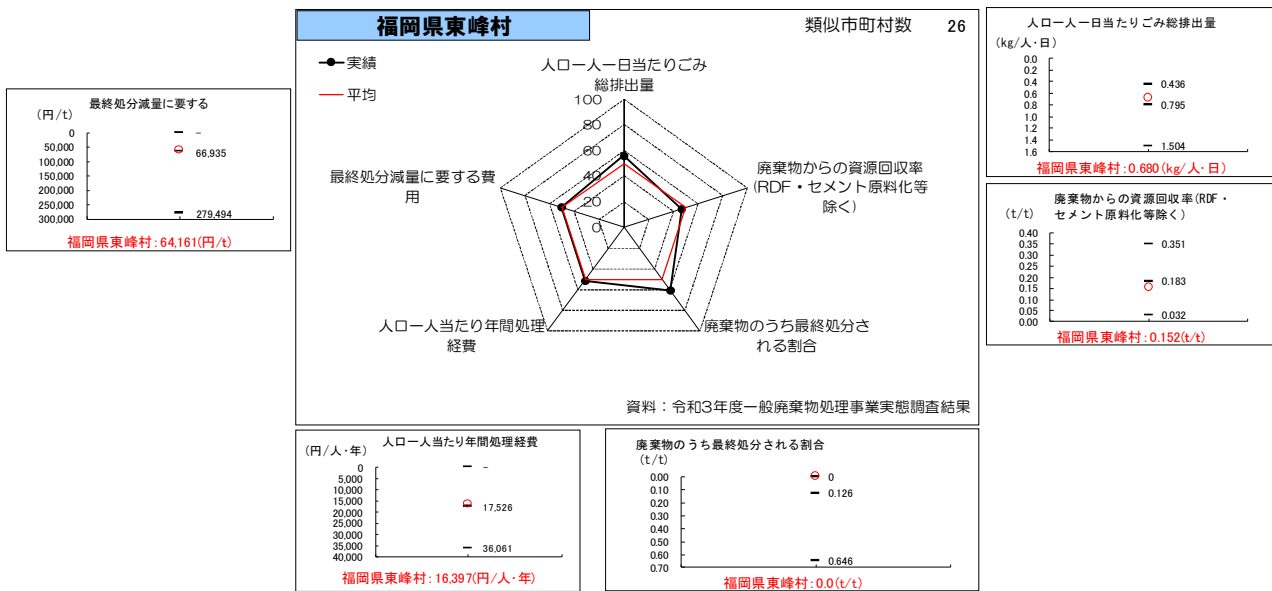 福岡県東峰村
類似市町村数 26
実績
平均
人口一人一日当たりごみ
総排出量
廃棄物からの資源回収率
(RDF・セメント原料化等
除く)
廃棄物のうち最終処分さ
れる割合
人口一人当たり年間処理
経費
最終処分減量に要する費
用
100
80
60
40
20
0
資料：令和3年度一般廃棄物処理事業実態調査結果
最終処分減量に要する
(円/t)
0
50,000
100,000
150,000
200,000
250,000
300,000
－
66,935
279,494
福岡県東峰村:64,161(円/t)
人口一人一日当たりごみ総排出量
(kg/人・日)
0.0
0.2
0.4
0.6
0.8
1.0
1.2
1.4
1.6
0.436
0.795
1.504
福岡県東峰村:0.680(kg/人・日)
廃棄物からの資源回収率(RDF・
セメント原料化等除く)
(t/t)
0.40
0.35
0.30
0.25
0.20
0.15
0.10
0.05
0.00
0.351
0.183
0.032
福岡県東峰村:0.152(t/t)
人口一人当たり年間処理経費
(円/人・年)
0
5,000
10,000
15,000
20,000
25,000
30,000
35,000
40,000
－
17,526
36,061
福岡県東峰村:16,397(円/人・年)
廃棄物のうち最終処分される割合
(t/t)
0.00
0.10
0.20
0.30
0.40
0.50
0.60
0.70
0
0.126
0.646
福岡県東峰村:0.0(t/t)